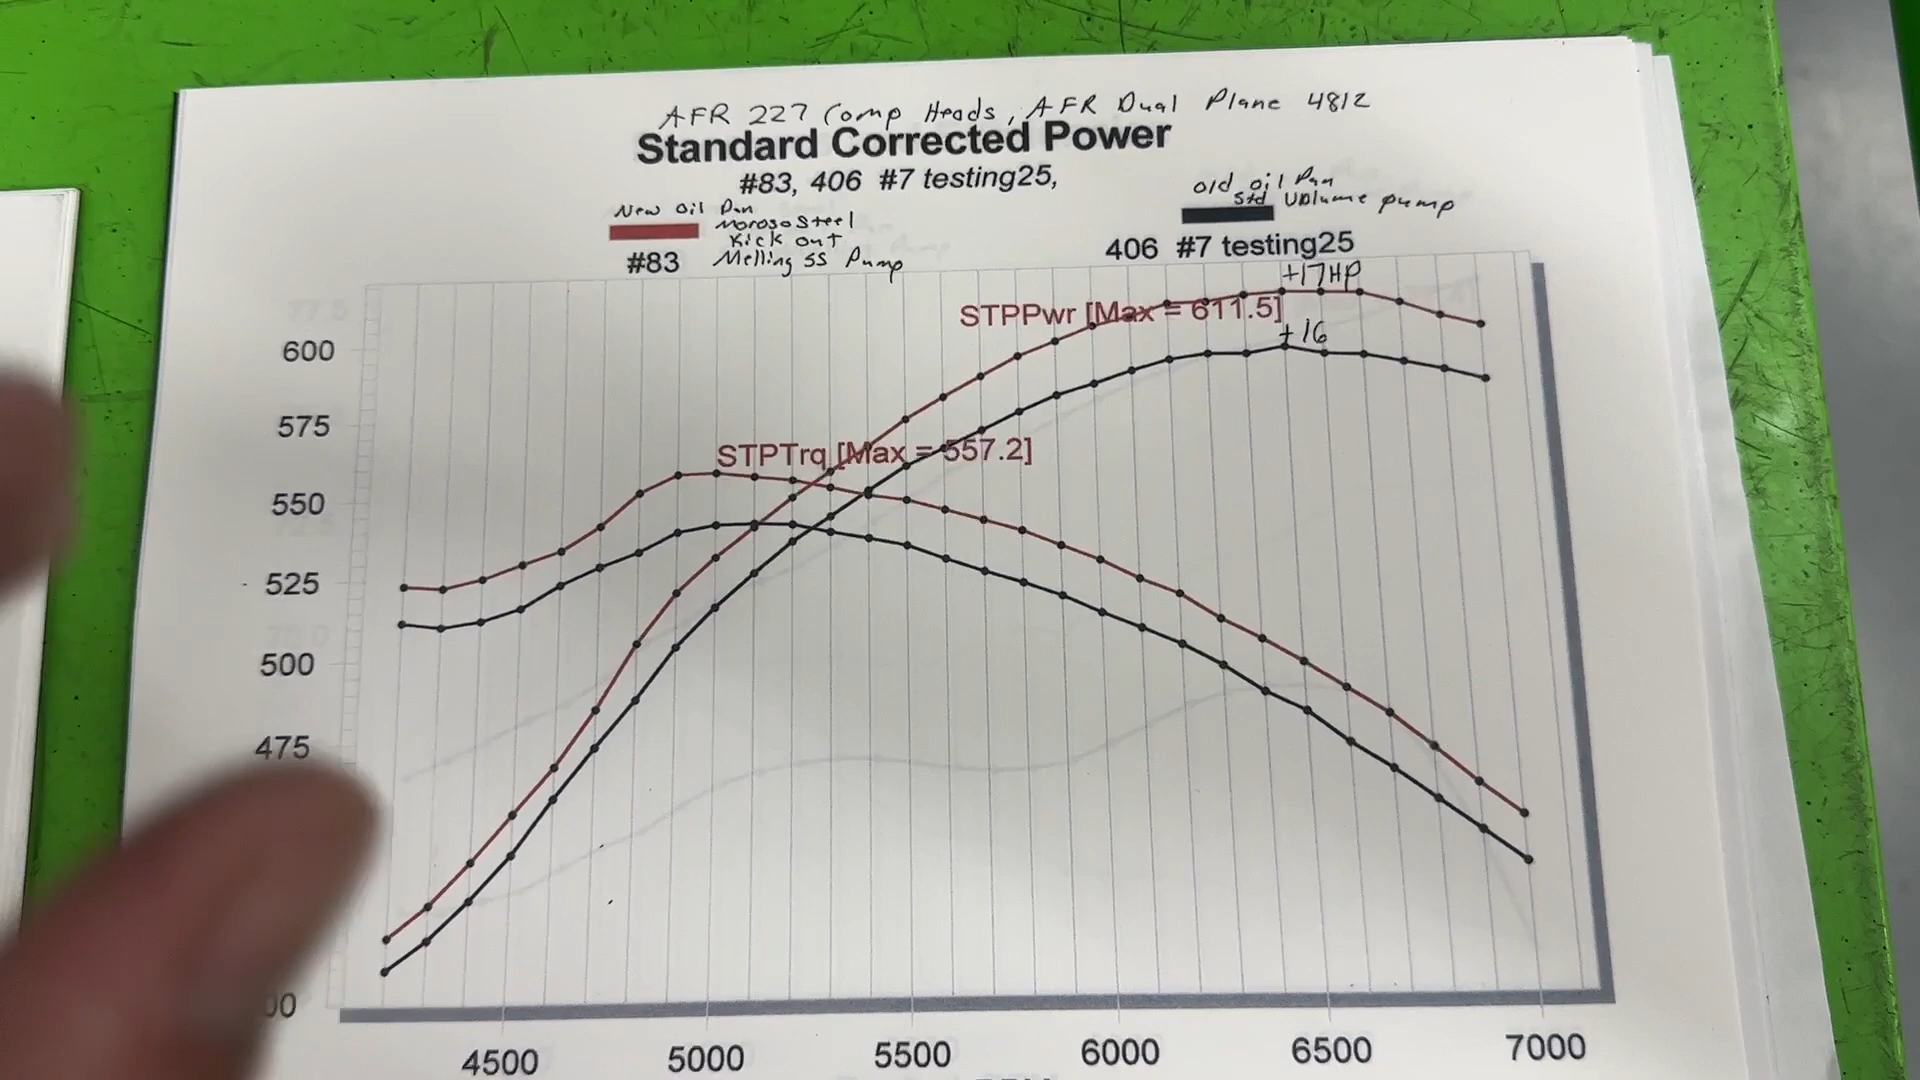 AFR 227 Comp Heads, AFR Dual Plane 4812
Standard Corrected Power
#83, 406 #7 testing25,
New Oil Pan
Moroso Steel
Kick out
#83 Melling SS Pump
old oil Pan
Std Volume pump
406 #7 testing25
77.5
+17HP
STPPwr [Max = 611.5]
+16
600
575
STPTrq [Max = 557.2]
550
525
500
475
00
4500 5000 5500 6000 6500 7000